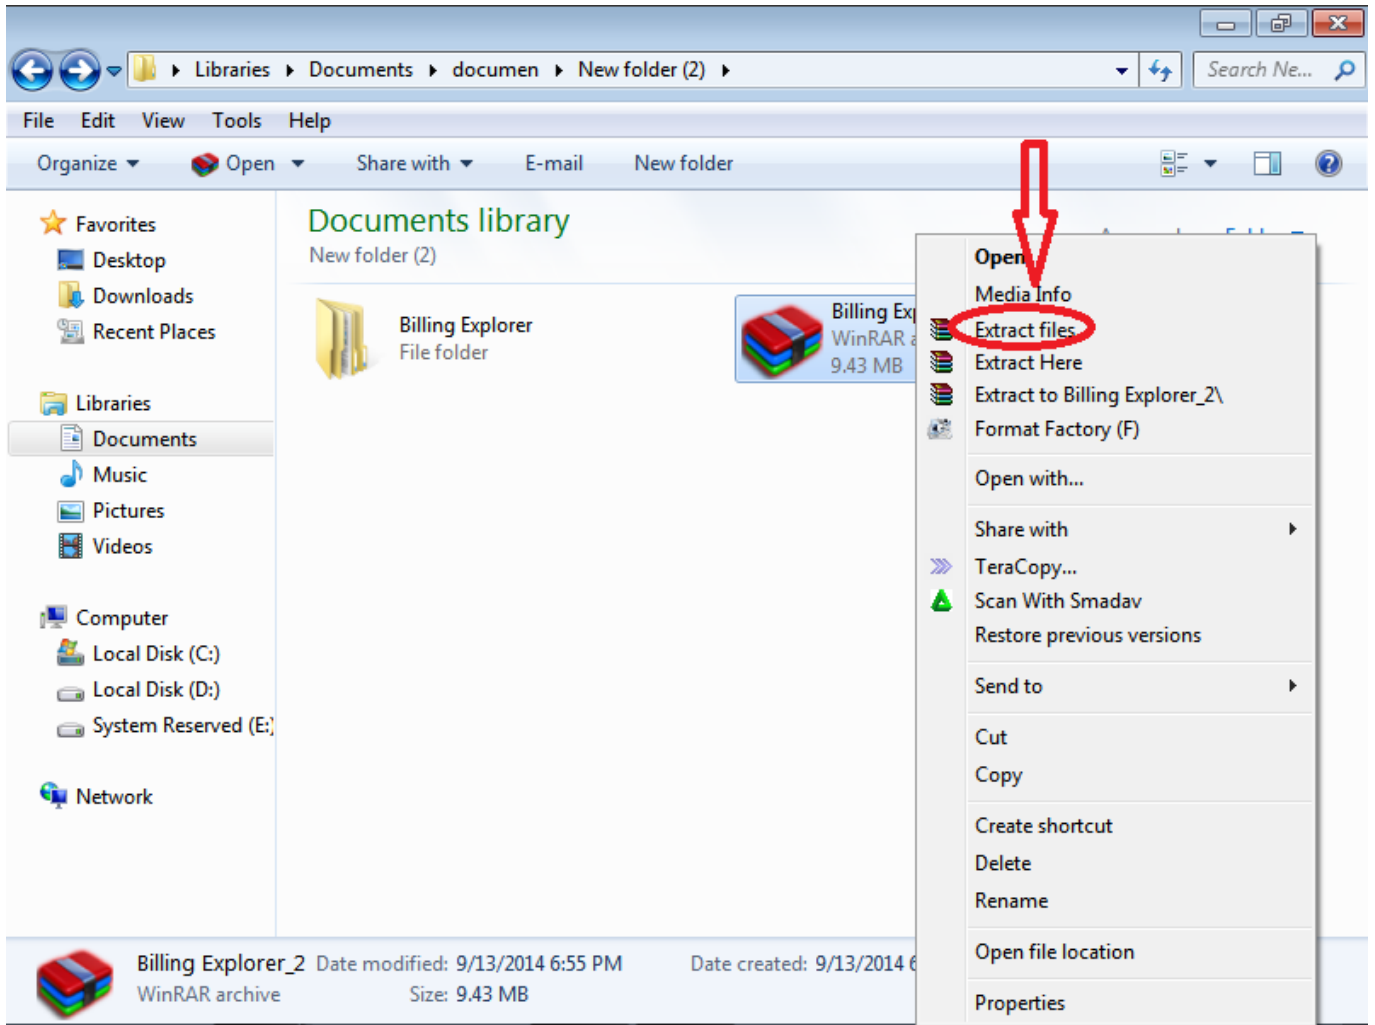 Libraries Documents documen New folder (2) Search Ne...
File Edit View Tools Help
Organize Open Share with E-mail New folder
Favorites
Desktop
Downloads
Recent Places
Libraries
Documents
Music
Pictures
Videos
Computer
Local Disk (C:)
Local Disk (D:)
System Reserved (E:)
Network
Documents library
New folder (2)
Billing Explorer
File folder
Billing Exp
WinRAR a
9.43 MB
Open
Media Info
Extract files
Extract Here
Extract to Billing Explorer_2\
Format Factory (F)
Open with...
Share with
TeraCopy...
Scan With Smadav
Restore previous versions
Send to
Cut
Copy
Create shortcut
Delete
Rename
Open file location
Properties
Billing Explorer_2 Date modified: 9/13/2014 6:55 PM Date created: 9/13/2014 6
WinRAR archive Size: 9.43 MB